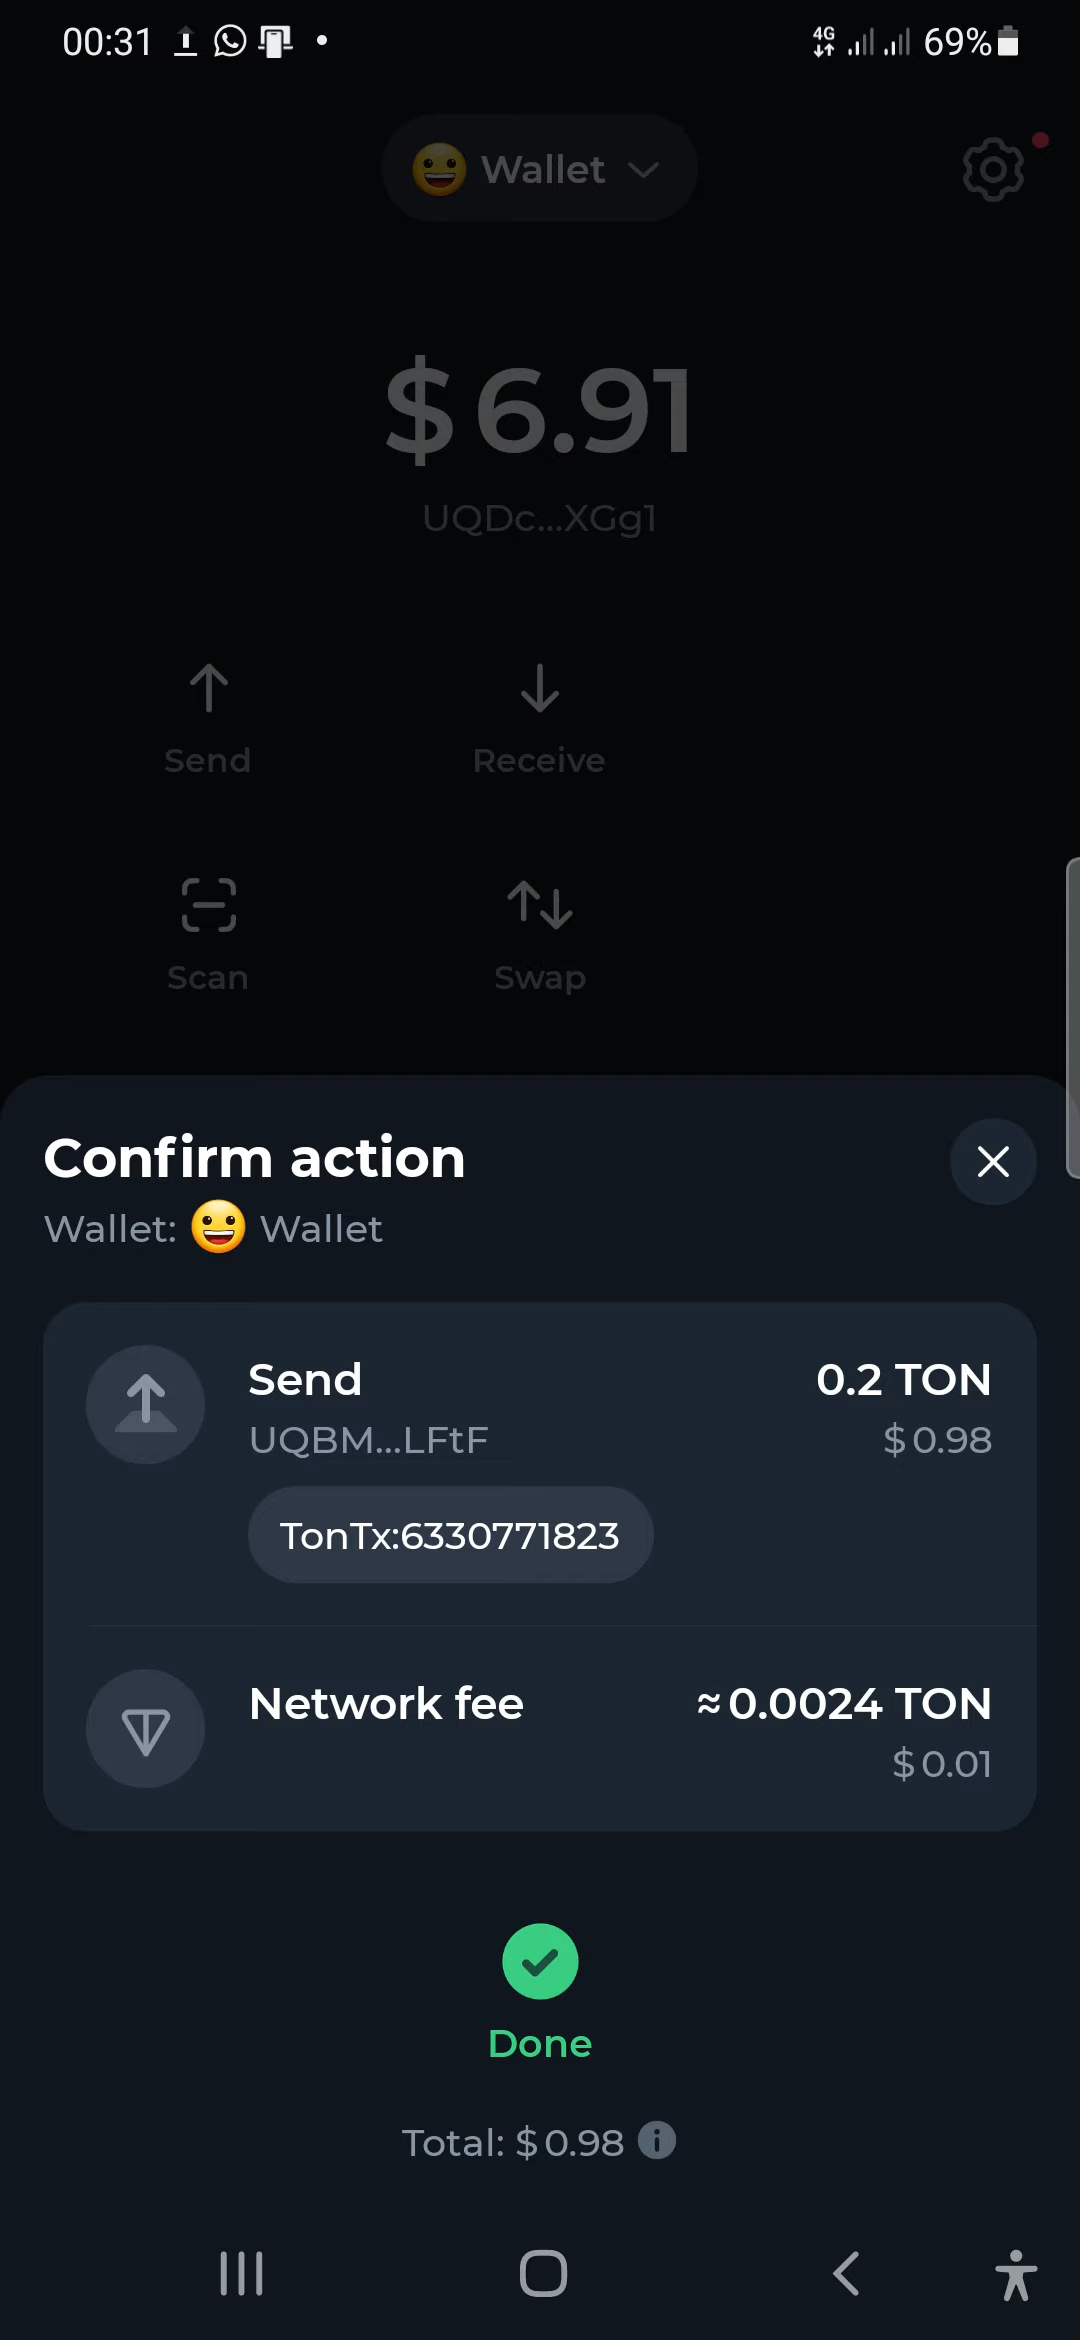 00:31
4G
69%
Wallet
$ 6.91
UQDc...XGg1
Send
Receive
Scan
Swap
Confirm action
Wallet: 😀 Wallet
Send
0.2 TON
UQBM...LFtF
$ 0.98
TonTx:6330771823
Network fee
≈ 0.0024 TON
$ 0.01
Done
Total: $ 0.98